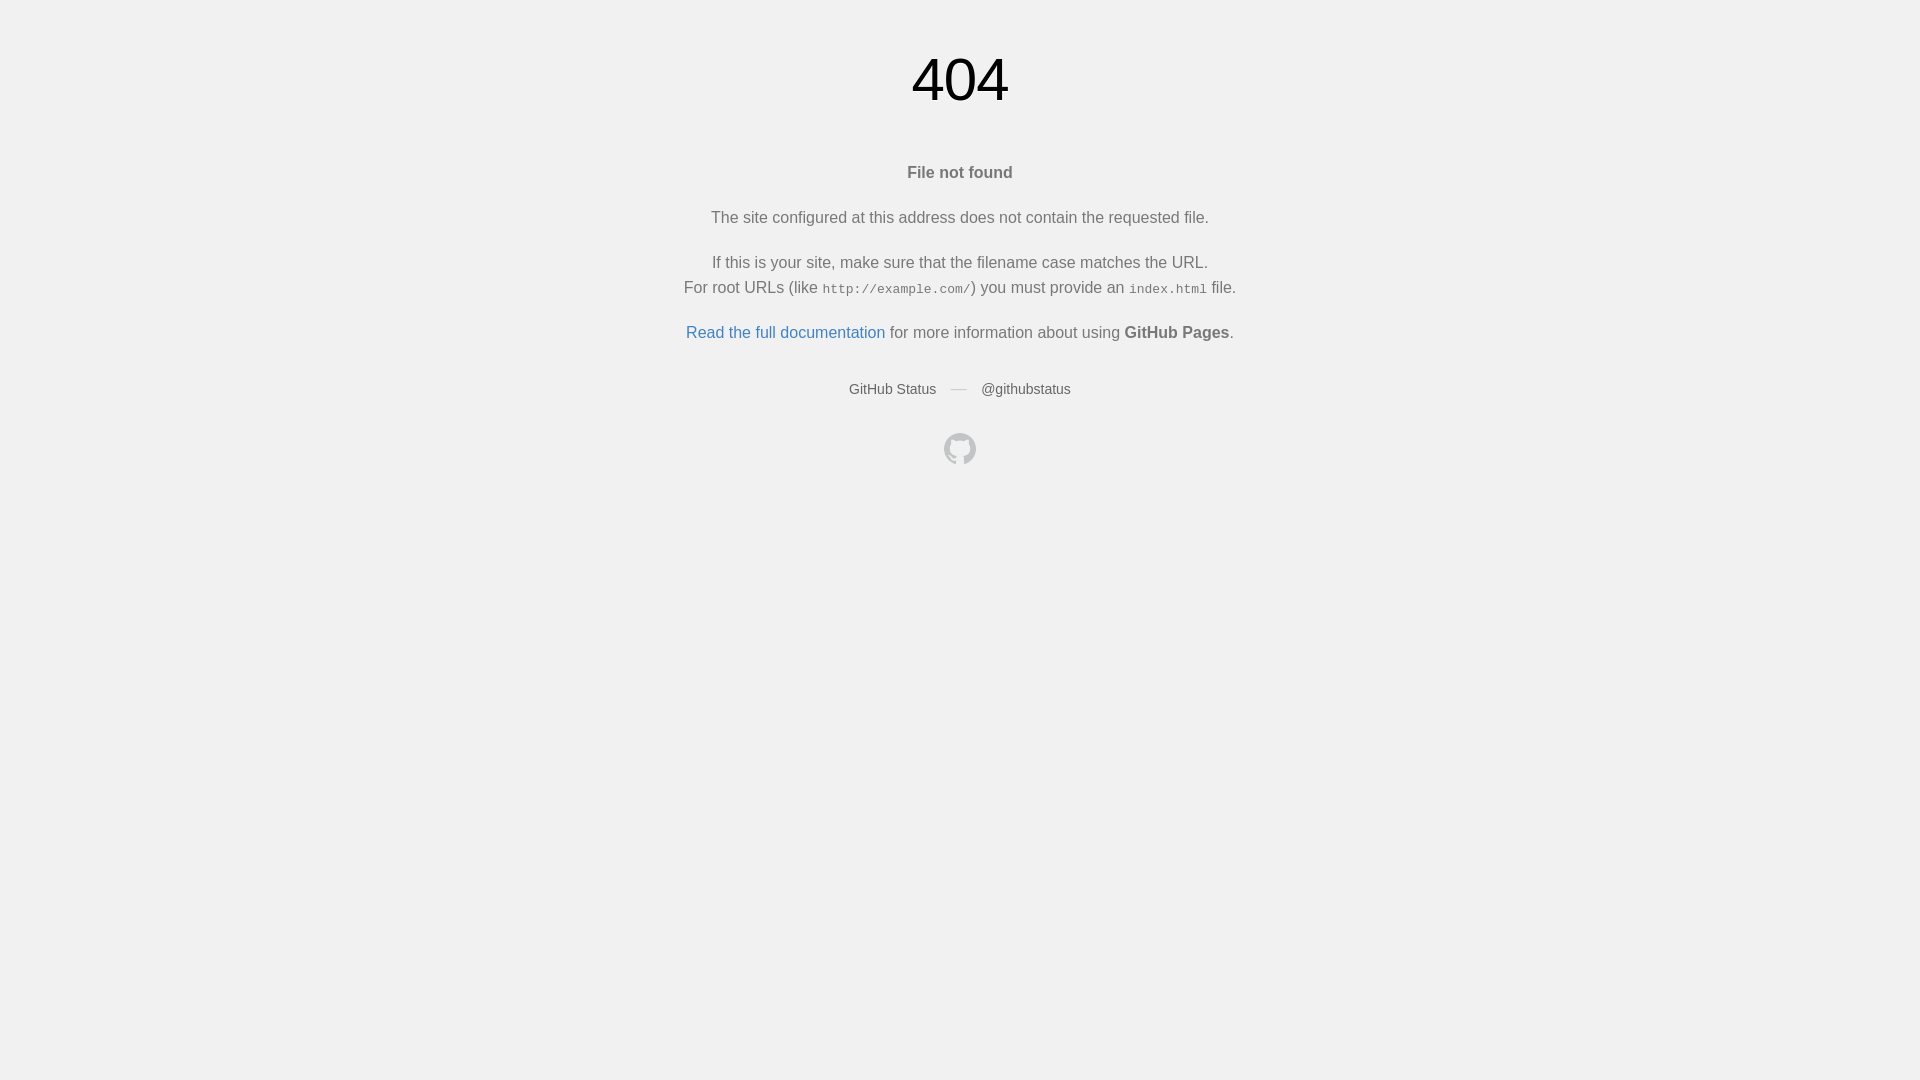 404
File not found
The site configured at this address does not contain the requested file.
If this is your site, make sure that the filename case matches the URL.
For root URLs (like http://example.com/) you must provide an index.html file.
Read the full documentation for more information about using GitHub Pages.
GitHub Status — @githubstatus